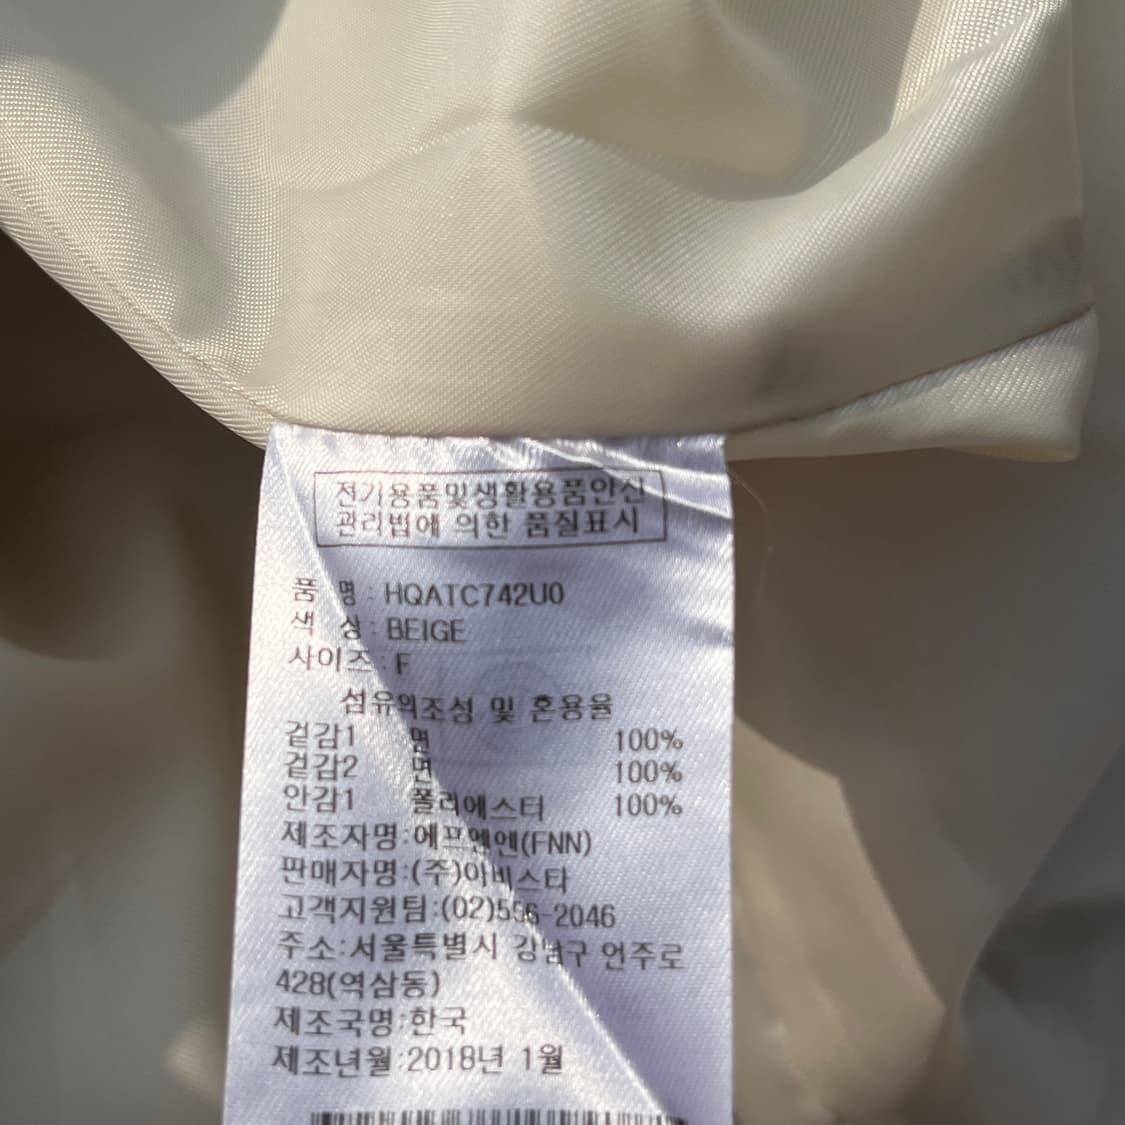 전기용품및생활용품안전
관리법에 의한 품질표시
품 명 : HQATC742U0
색 상 : BEIGE
사이즈 : F
섬유의조성 및 혼용율
겉감1 면 100%
겉감2 면 100%
안감1 폴리에스터 100%
제조자명:에프엔엔(FNN)
판매자명:(주)아비스타
고객지원팀:(02)556-2046
주소:서울특별시 강남구 언주로
428(역삼동)
제조국명:한국
제조년월:2018년 1월